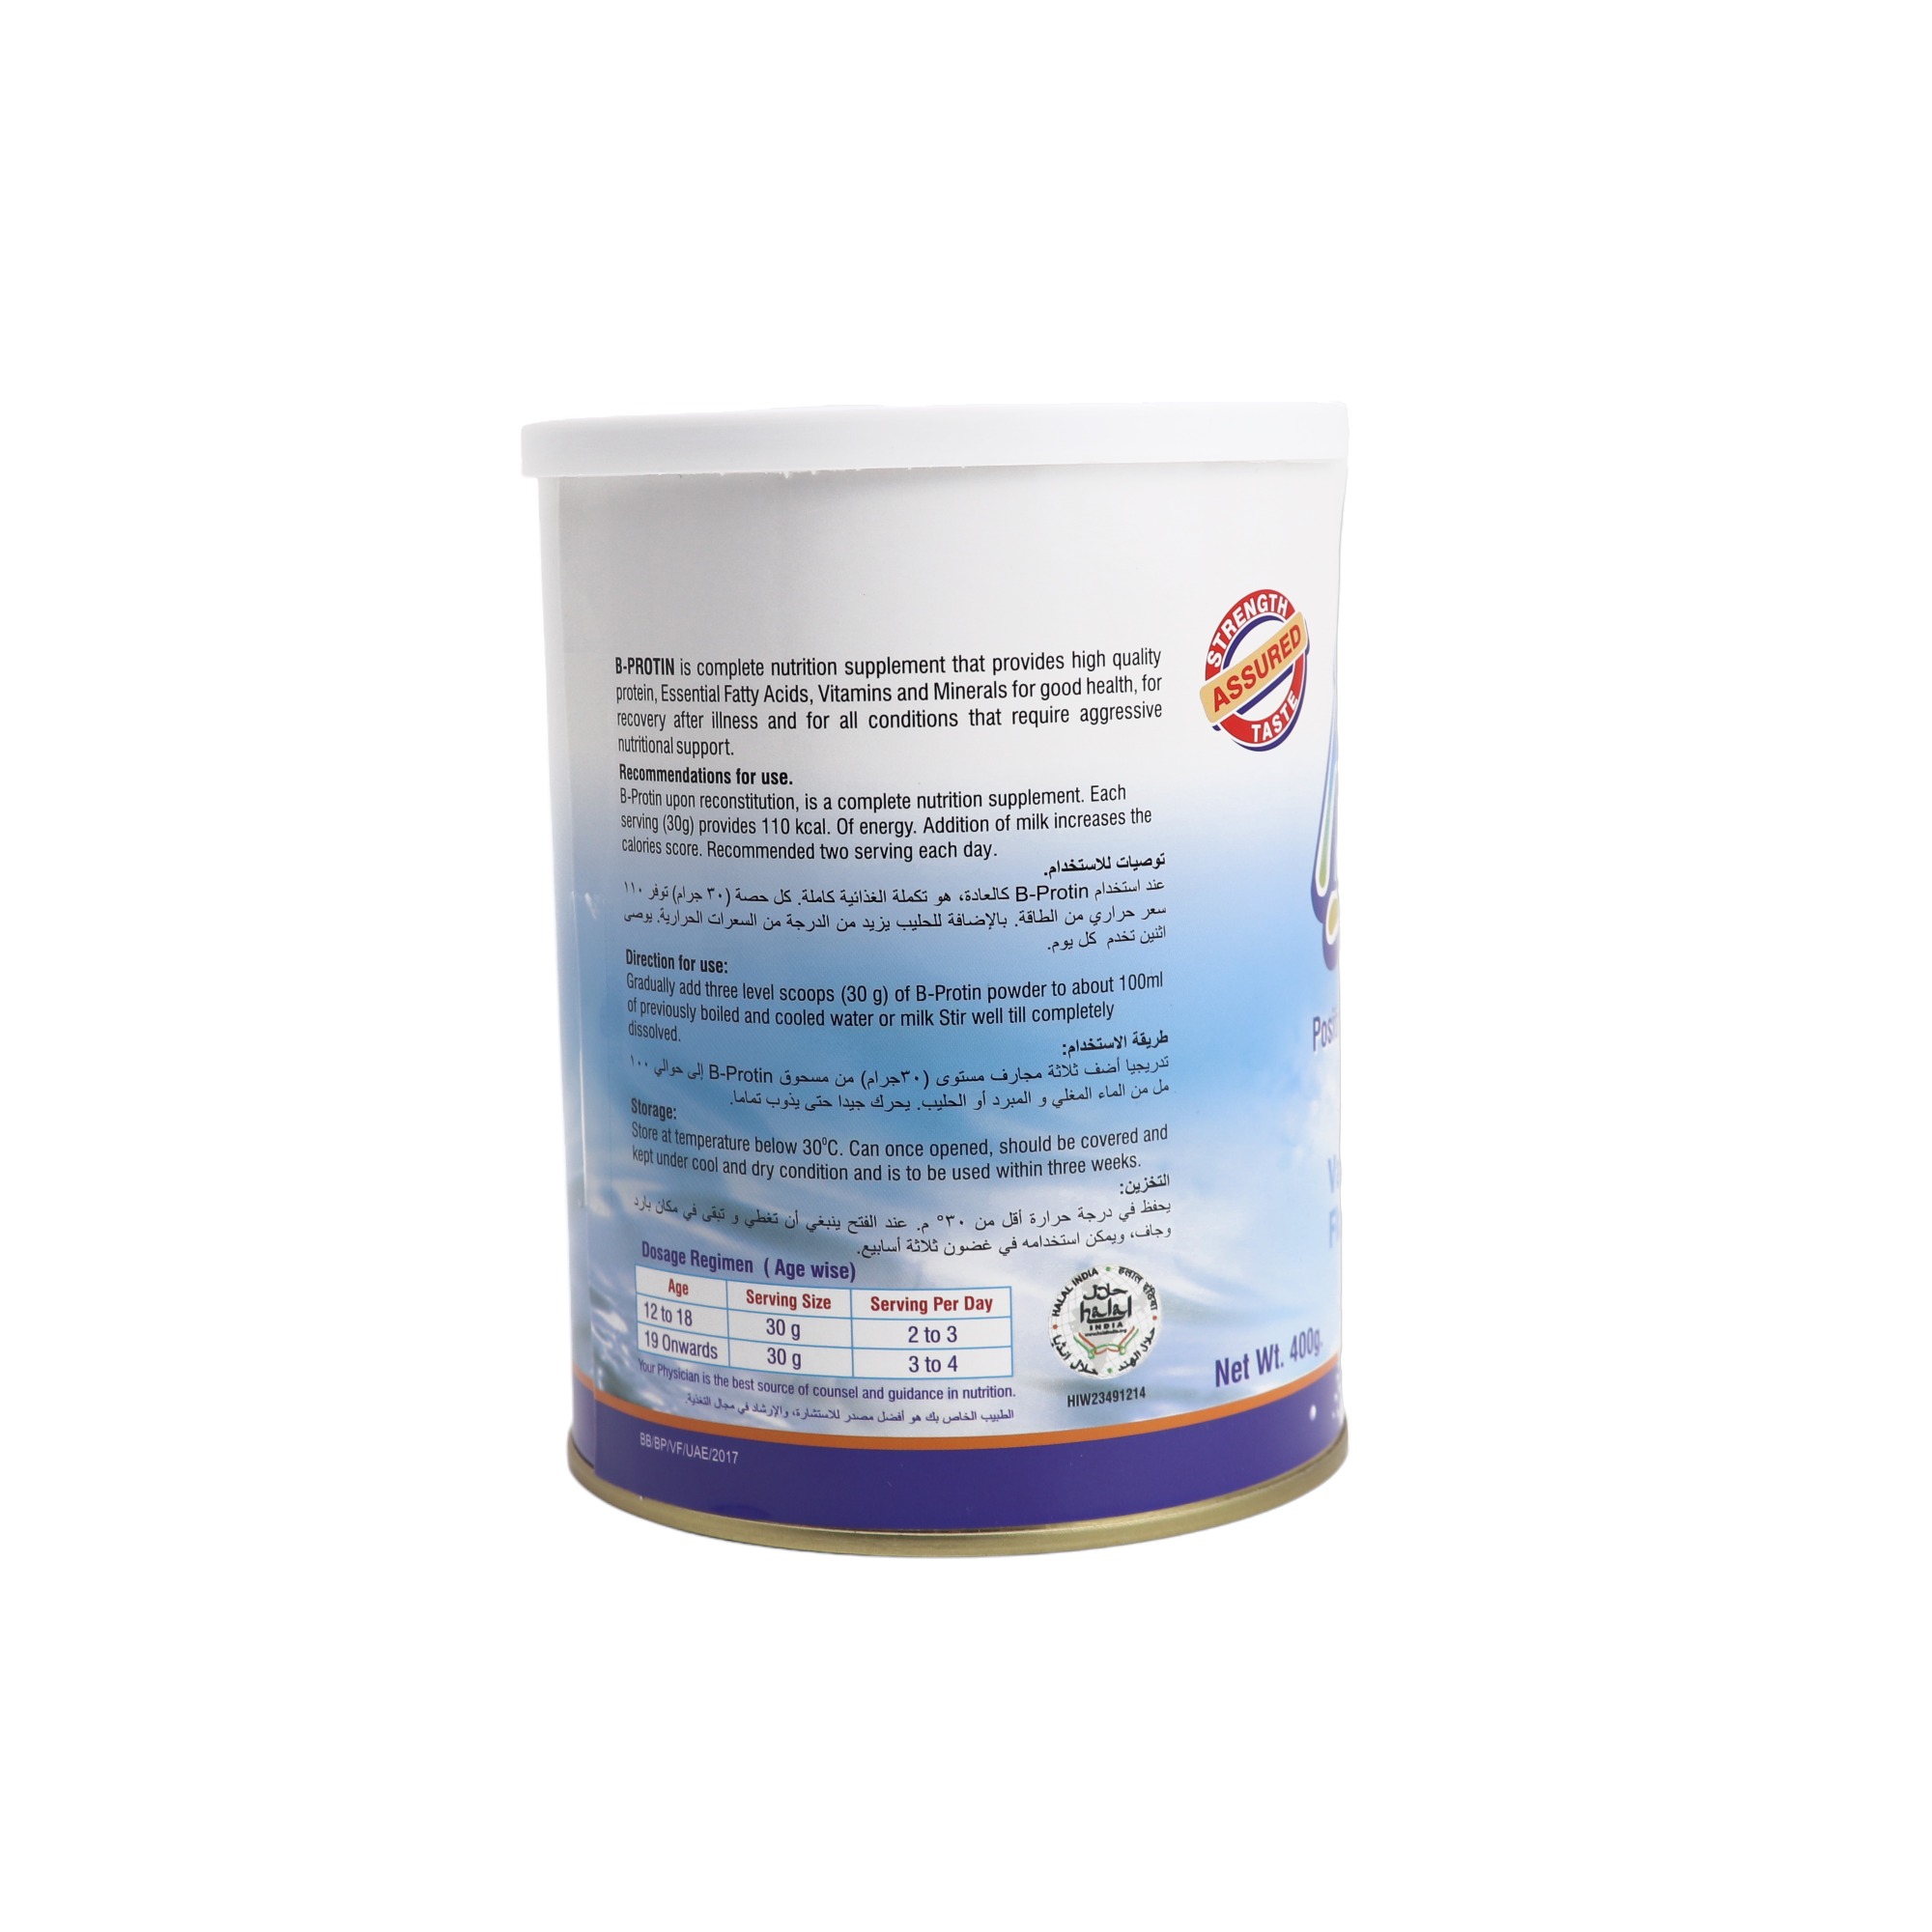 B-PROTIN is complete nutrition supplement that provides high quality
protein, Essential Fatty Acids, Vitamins and Minerals for good health, for
recovery after illness and for all conditions that require aggressive
nutritional support.
Recommendations for use.
B-Protin upon reconstitution, is a complete nutrition supplement. Each
serving (30g) provides 110 kcal. Of energy. Addition of milk increases the
calories score. Recommended two serving each day.
توصيات للاستخدام.
عند استخدام B-Protin كالعادة، هو تكملة الغذائية كاملة. كل حصة (٣٠ جرام) توفر ١١٠
سعر حراري من الطاقة. بالإضافة للحليب يزيد من الدرجة من السعرات الحرارية. يوصى
اثنين تخدم كل يوم.
Direction for use:
Gradually add three level scoops (30 g) of B-Protin powder to about 100ml
of previously boiled and cooled water or milk Stir well till completely
dissolved.
طريقة الاستخدام:
تدريجيا أضف ثلاثة مجارف مستوى (٣٠جرام) من مسحوق B-Protin إلى حوالي ١٠٠
مل من الماء المغلي و المبرد أو الحليب. يحرك جيدا حتى يذوب تماما.
Storage:
Store at temperature below 30°C. Can once opened, should be covered and
kept under cool and dry condition and is to be used within three weeks.
التخزين:
يحفظ في درجة حرارة أقل من ٣٠° م. عند الفتح ينبغي أن تغطي و تبقى في مكان بارد
وجاف، ويمكن استخدامه في غضون ثلاثة أسابيع.
Dosage Regimen ( Age wise)
Age Serving Size Serving Per Day
12 to 18 30 g 2 to 3
19 Onwards 30 g 3 to 4
Your Physician is the best source of counsel and guidance in nutrition.
الطبيب الخاص بك هو أفضل مصدر للاستشارة، والإرشاد في مجال التغذية.
BB/BP/VF/UAE/2017
HALAL INDIA
हलाल इंडिया
حلال
halal
INDIA
www.halalindia.org
حلال الهند
حلال انڈیا
HIW23491214
STRENGTH
ASSURED
TASTE
Net Wt. 400g.